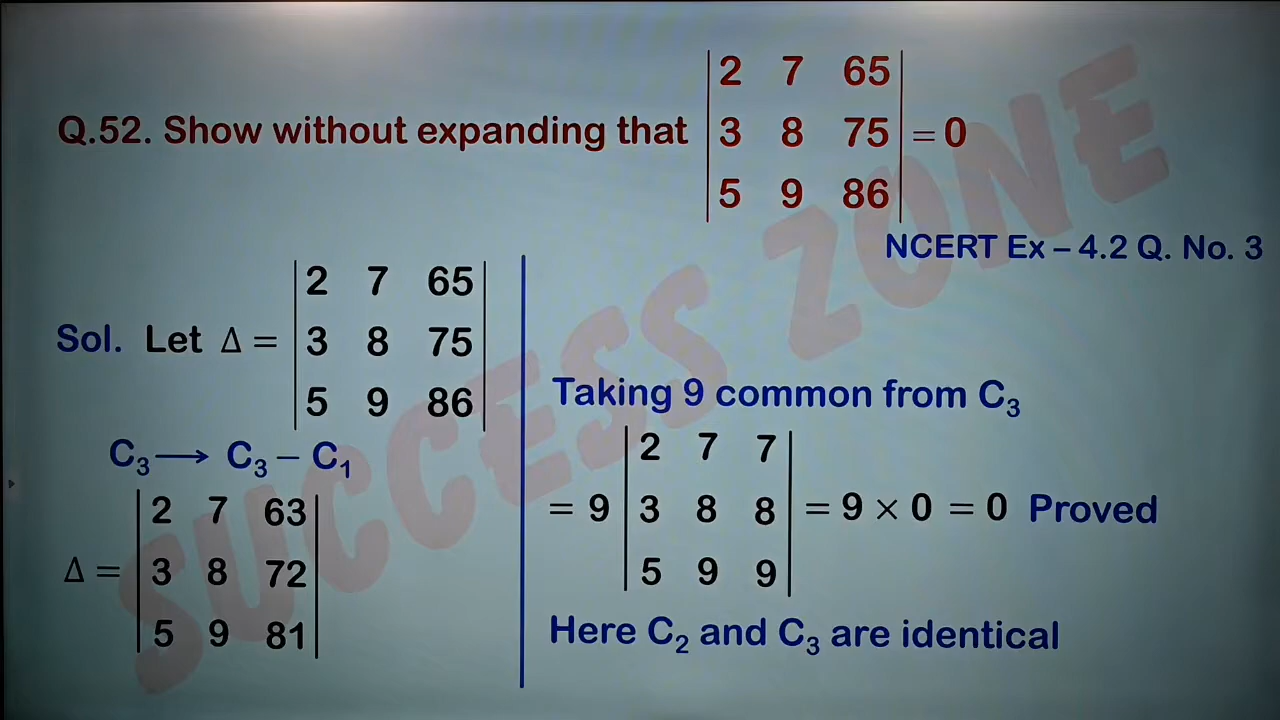 Q.52. Show without expanding that | 2 7 65 |
| 3 8 75 | = 0
| 5 9 86 |
NCERT Ex – 4.2 Q. No. 3
Sol. Let Δ = | 2 7 65 |
| 3 8 75 |
| 5 9 86 |
C₃ ⟶ C₃ – C₁
Δ = | 2 7 63 |
| 3 8 72 |
| 5 9 81 |
Taking 9 common from C₃
= 9 | 2 7 7 |
| 3 8 8 | = 9 × 0 = 0 Proved
| 5 9 9 |
Here C₂ and C₃ are identical
SUCCESS ZONE